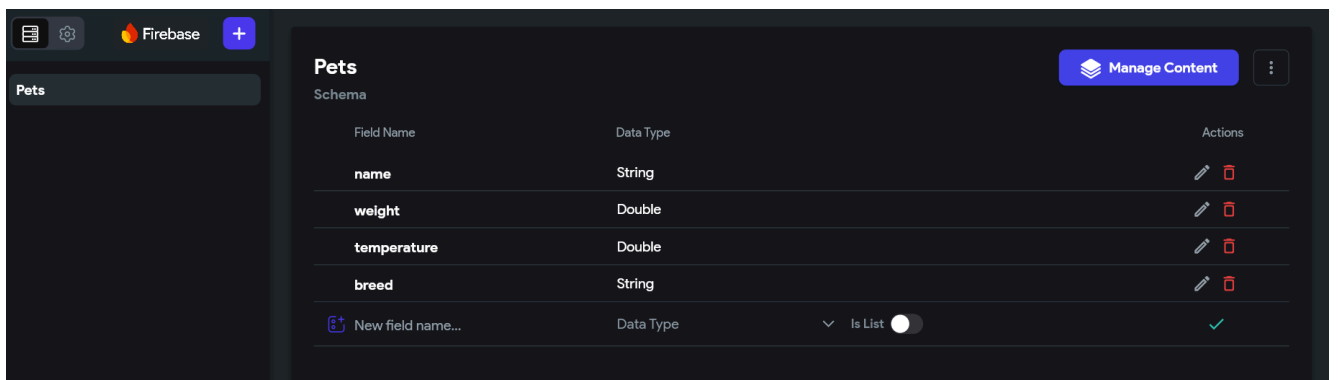 Firebase
Pets
Pets
Manage Content
Schema
Field Name Data Type Actions
name String
weight Double
temperature Double
breed String
New field name... Data Type Is List